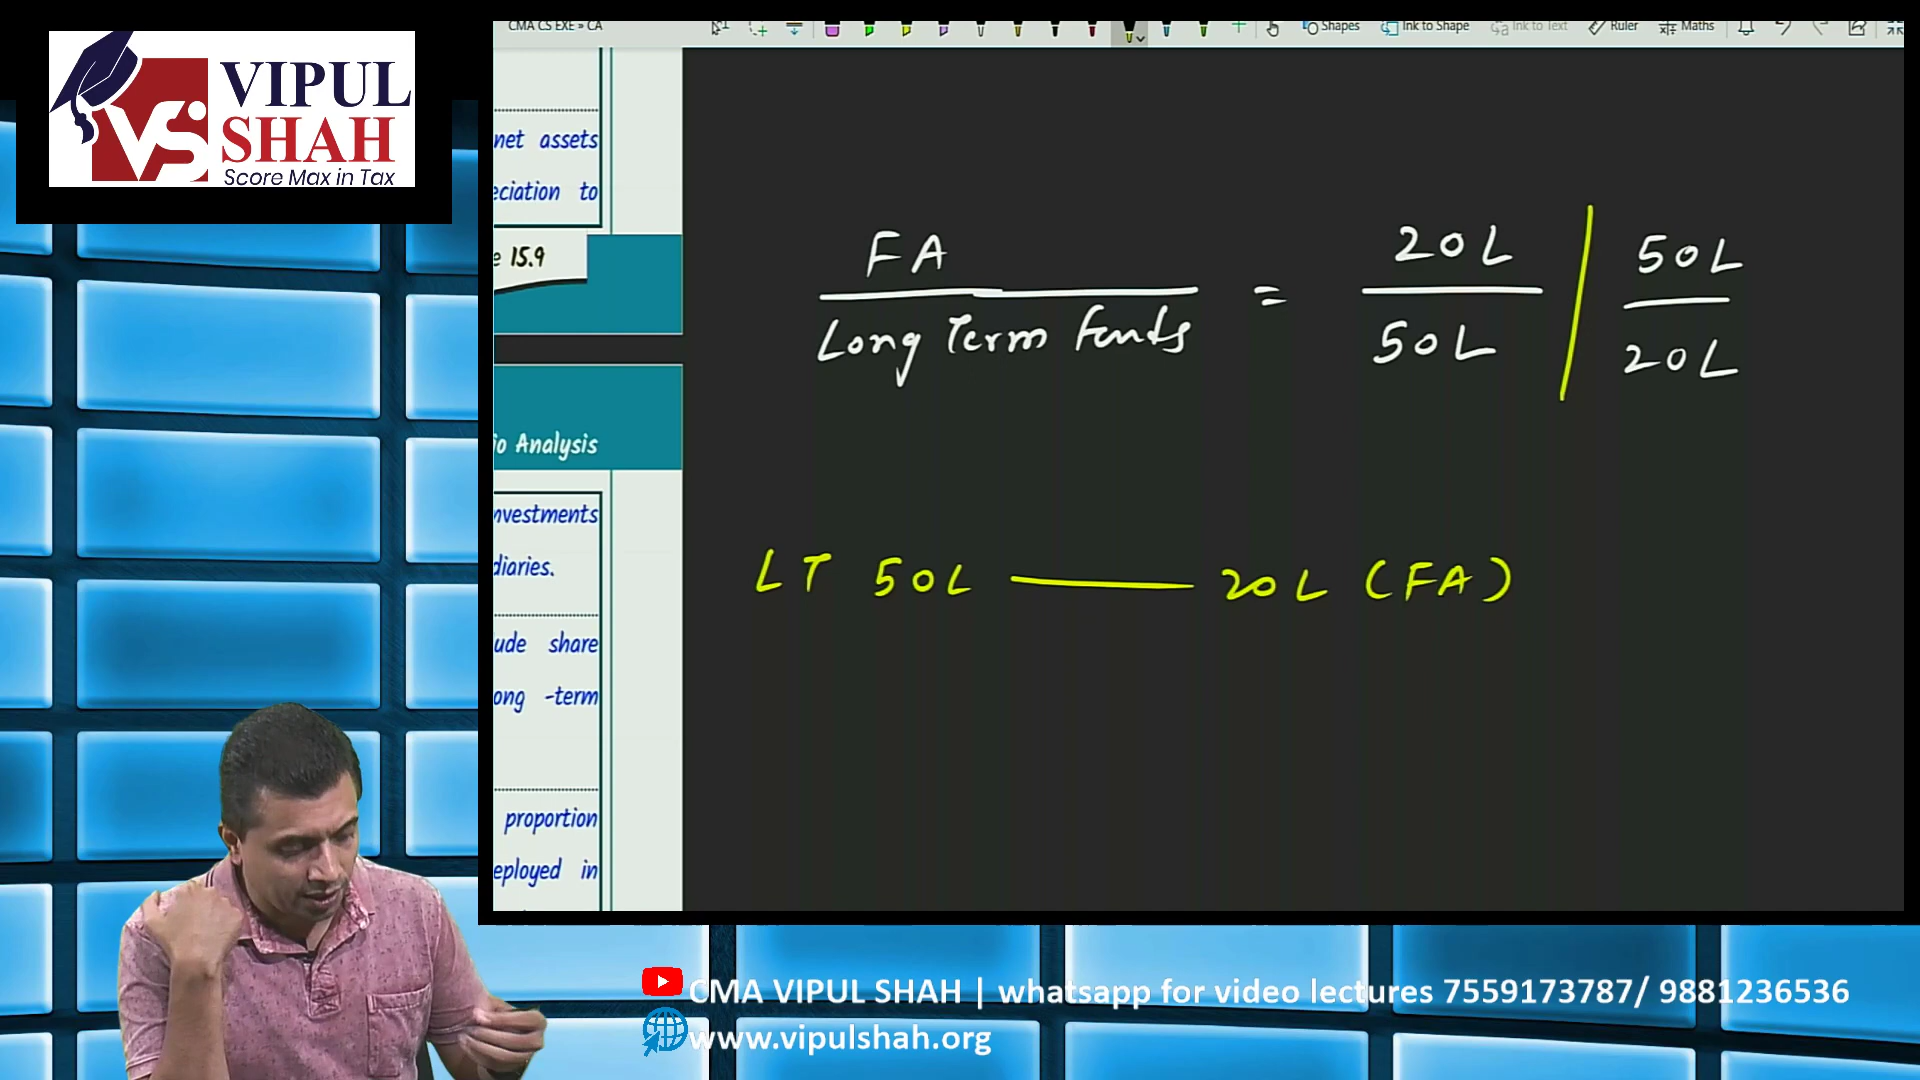 VIPUL
SHAH
VS
Score Max in Tax
CMA CS EXE » CA
Shapes
Ink to Shape
Ink to Text
Ruler
Maths
net assets
eciation to
e 15.9
io Analysis
nvestments
diaries.
ude share
ong -term
proportion
eployed in
FA
Long Term Funds
=
20L
50L
50L
20L
LT 50L —— 20L (FA)
CMA VIPUL SHAH | whatsapp for video lectures 7559173787/ 9881236536
www.vipulshah.org